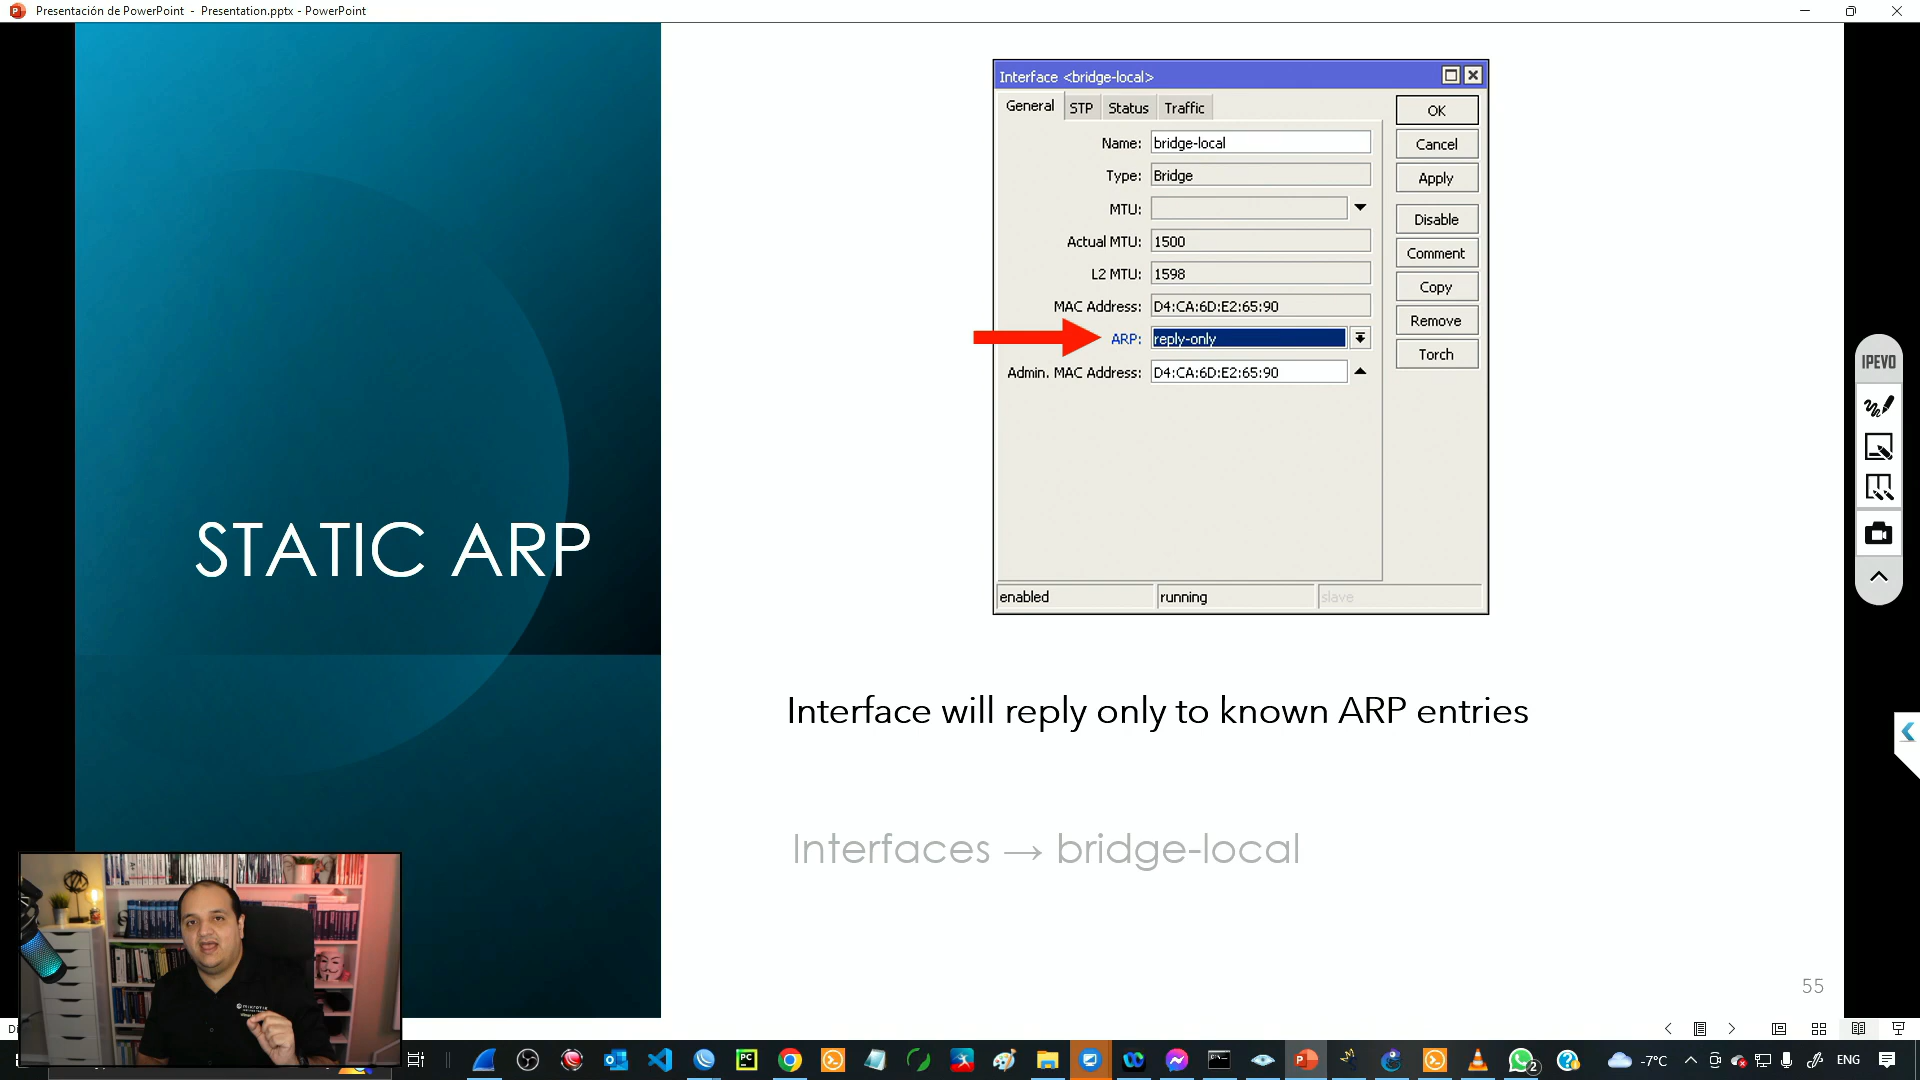 Presentación de PowerPoint - Presentation.pptx - PowerPoint
Interface <bridge-local>
General STP Status Traffic
Name: bridge-local
Type: Bridge
MTU:
Actual MTU: 1500
L2 MTU: 1598
MAC Address: D4:CA:6D:E2:65:90
ARP: reply-only
Admin. MAC Address: D4:CA:6D:E2:65:90
OK
Cancel
Apply
Disable
Comment
Copy
Remove
Torch
enabled running slave
IPEVO
STATIC ARP
Interface will reply only to known ARP entries
Interfaces → bridge-local
55
PC
2
-7°C
ENG